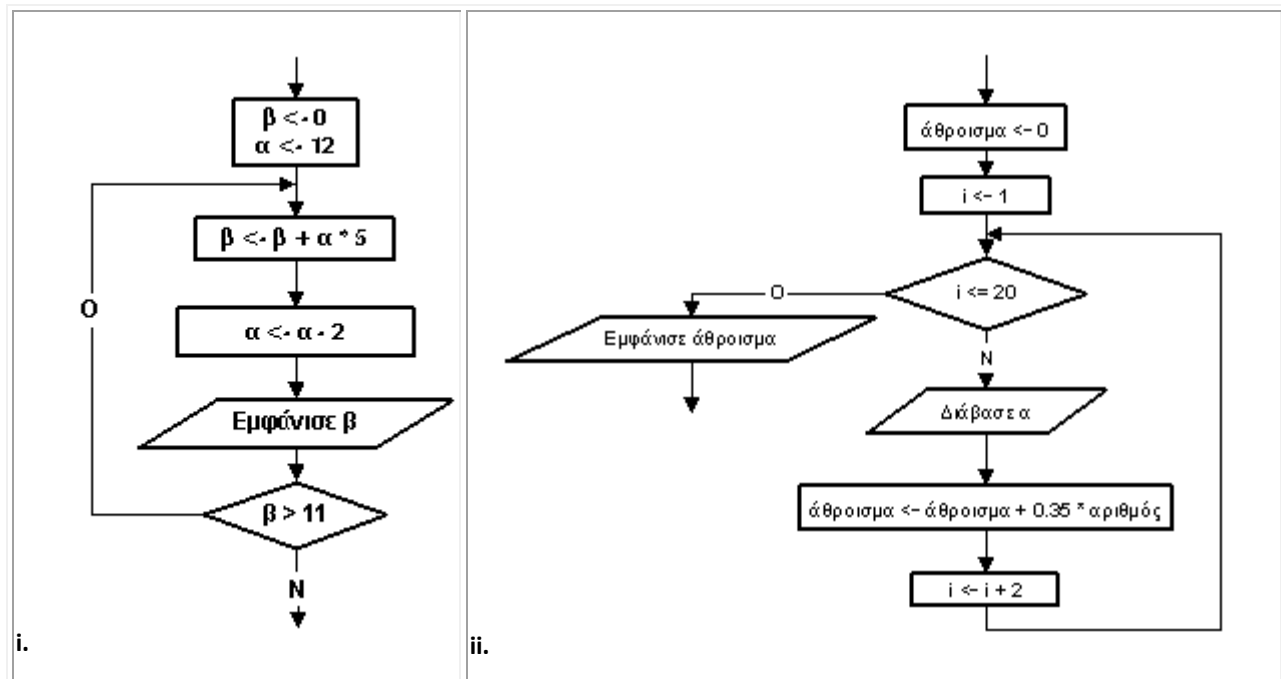 β <- 0
α <- 12
β <- β + α * 5
Ο
α <- α - 2
Εμφάνισε β
β > 11
Ν
i.
άθροισμα <- 0
i <- 1
i <= 20
Ο
Εμφάνισε άθροισμα
Ν
Διάβασε α
άθροισμα <- άθροισμα + 0.35 * αριθμός
i <- i + 2
ii.